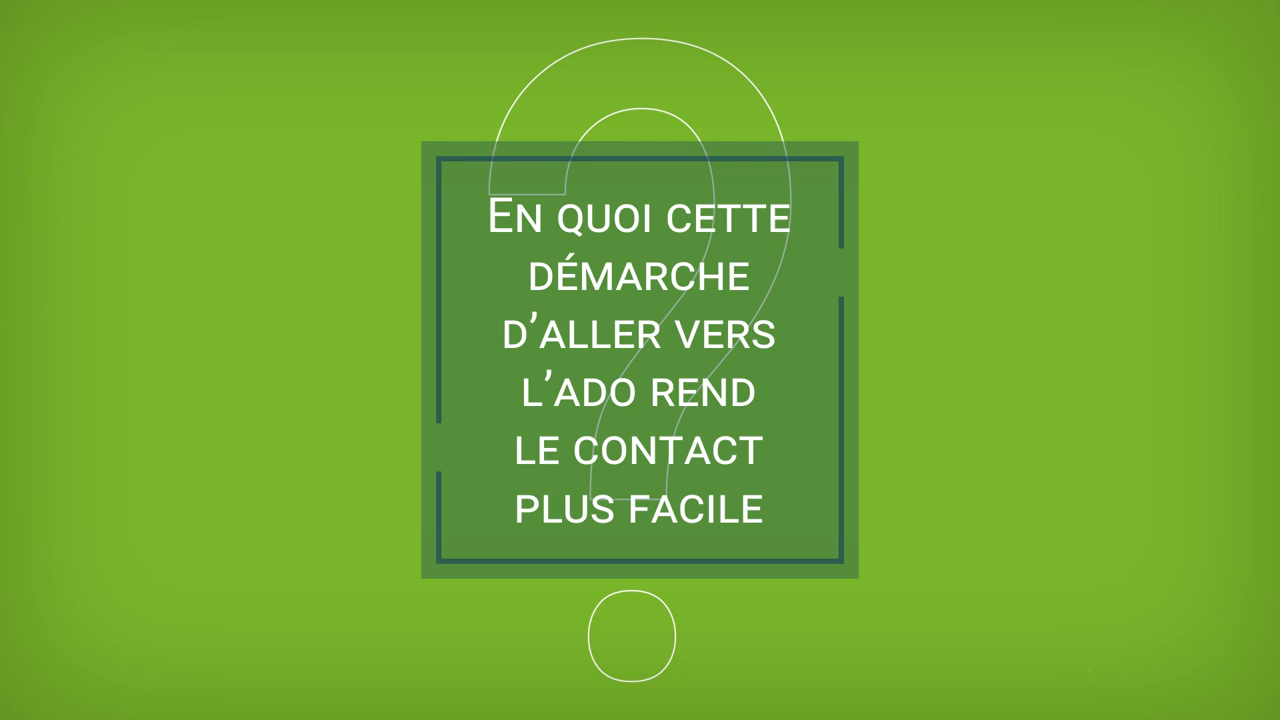 En quoi cette
démarche
d’aller vers
l’ado rend
le contact
plus facile
?